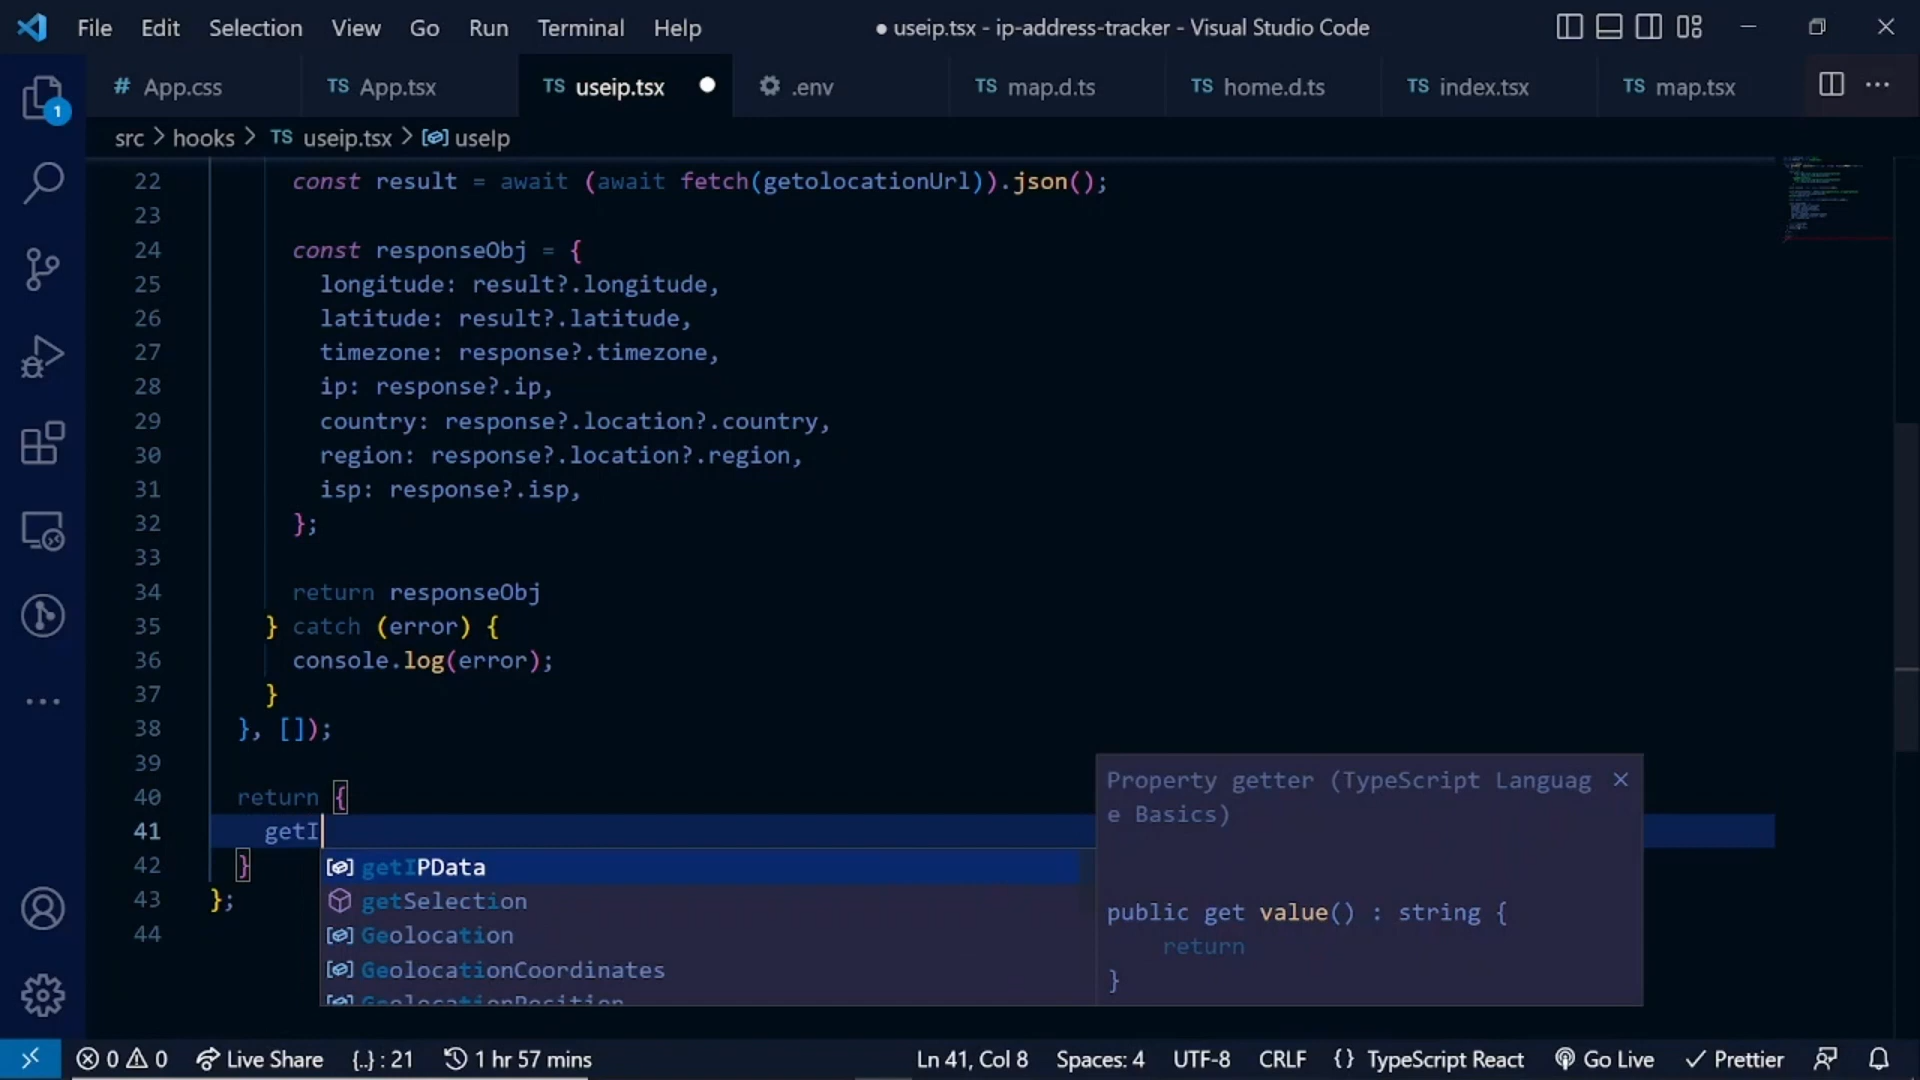 File Edit Selection View Go Run Terminal Help ● useip.tsx - ip-address-tracker - Visual Studio Code
# App.css TS App.tsx TS useip.tsx .env TS map.d.ts TS home.d.ts TS index.tsx TS map.tsx
1
src > hooks > TS useip.tsx > useIp
22 const result = await (await fetch(getolocationUrl)).json();
23
24 const responseObj = {
25 longitude: result?.longitude,
26 latitude: result?.latitude,
27 timezone: response?.timezone,
28 ip: response?.ip,
29 country: response?.location?.country,
30 region: response?.location?.region,
31 isp: response?.isp,
32 };
33
34 return responseObj
35 } catch (error) {
36 console.log(error);
37 }
38 }, []);
39
40 return {
41 getI
42 }
43 };
44
getIPData
getSelection
Geolocation
GeolocationCoordinates
GeolocationPosition
Property getter (TypeScript Languag
e Basics)
public get value() : string {
return
}
0 0 Live Share {..} : 21 1 hr 57 mins Ln 41, Col 8 Spaces: 4 UTF-8 CRLF {} TypeScript React Go Live Prettier